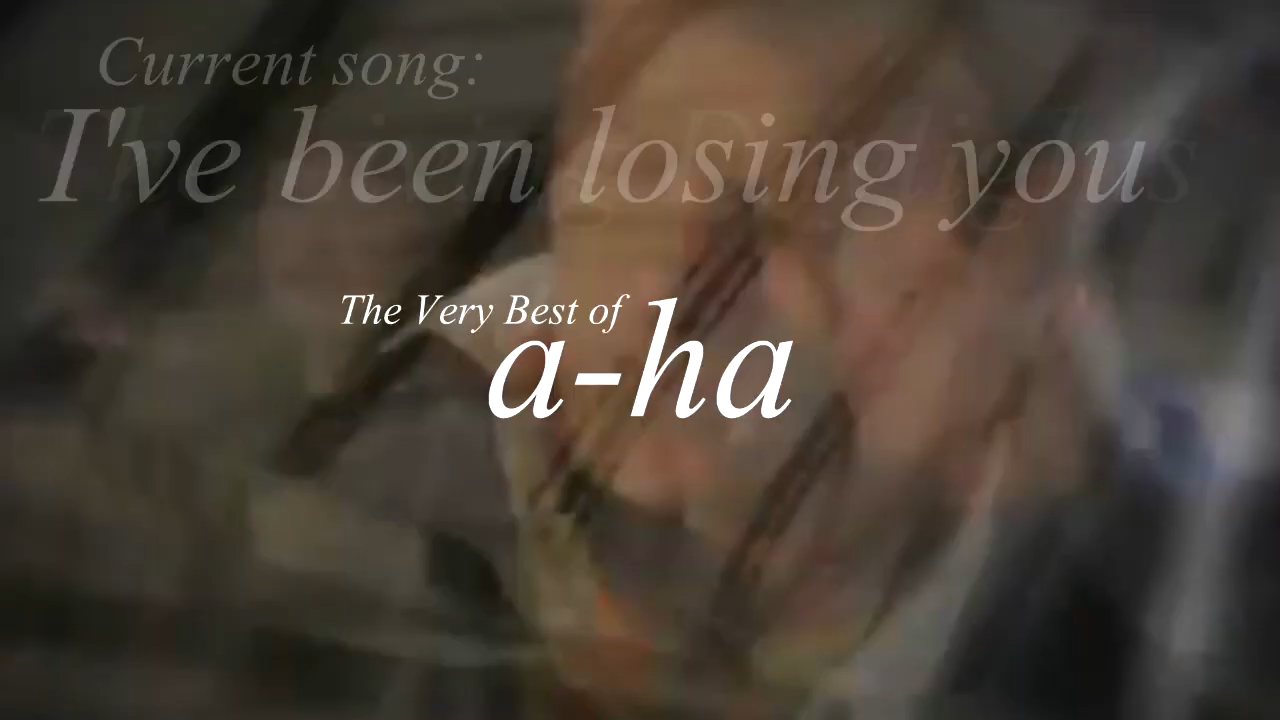 Current song:
I've been losing you
The Very Best of
a-ha